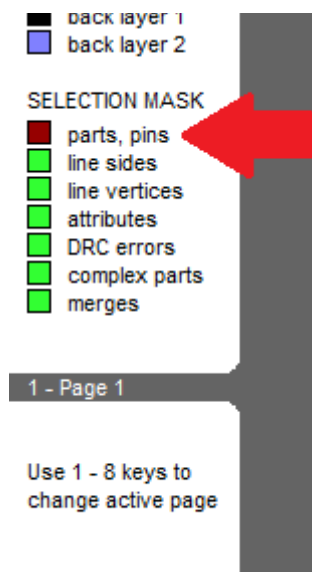 back layer 1
back layer 2
SELECTION MASK
parts, pins
line sides
line vertices
attributes
DRC errors
complex parts
merges
1 - Page 1
Use 1 - 8 keys to
change active page